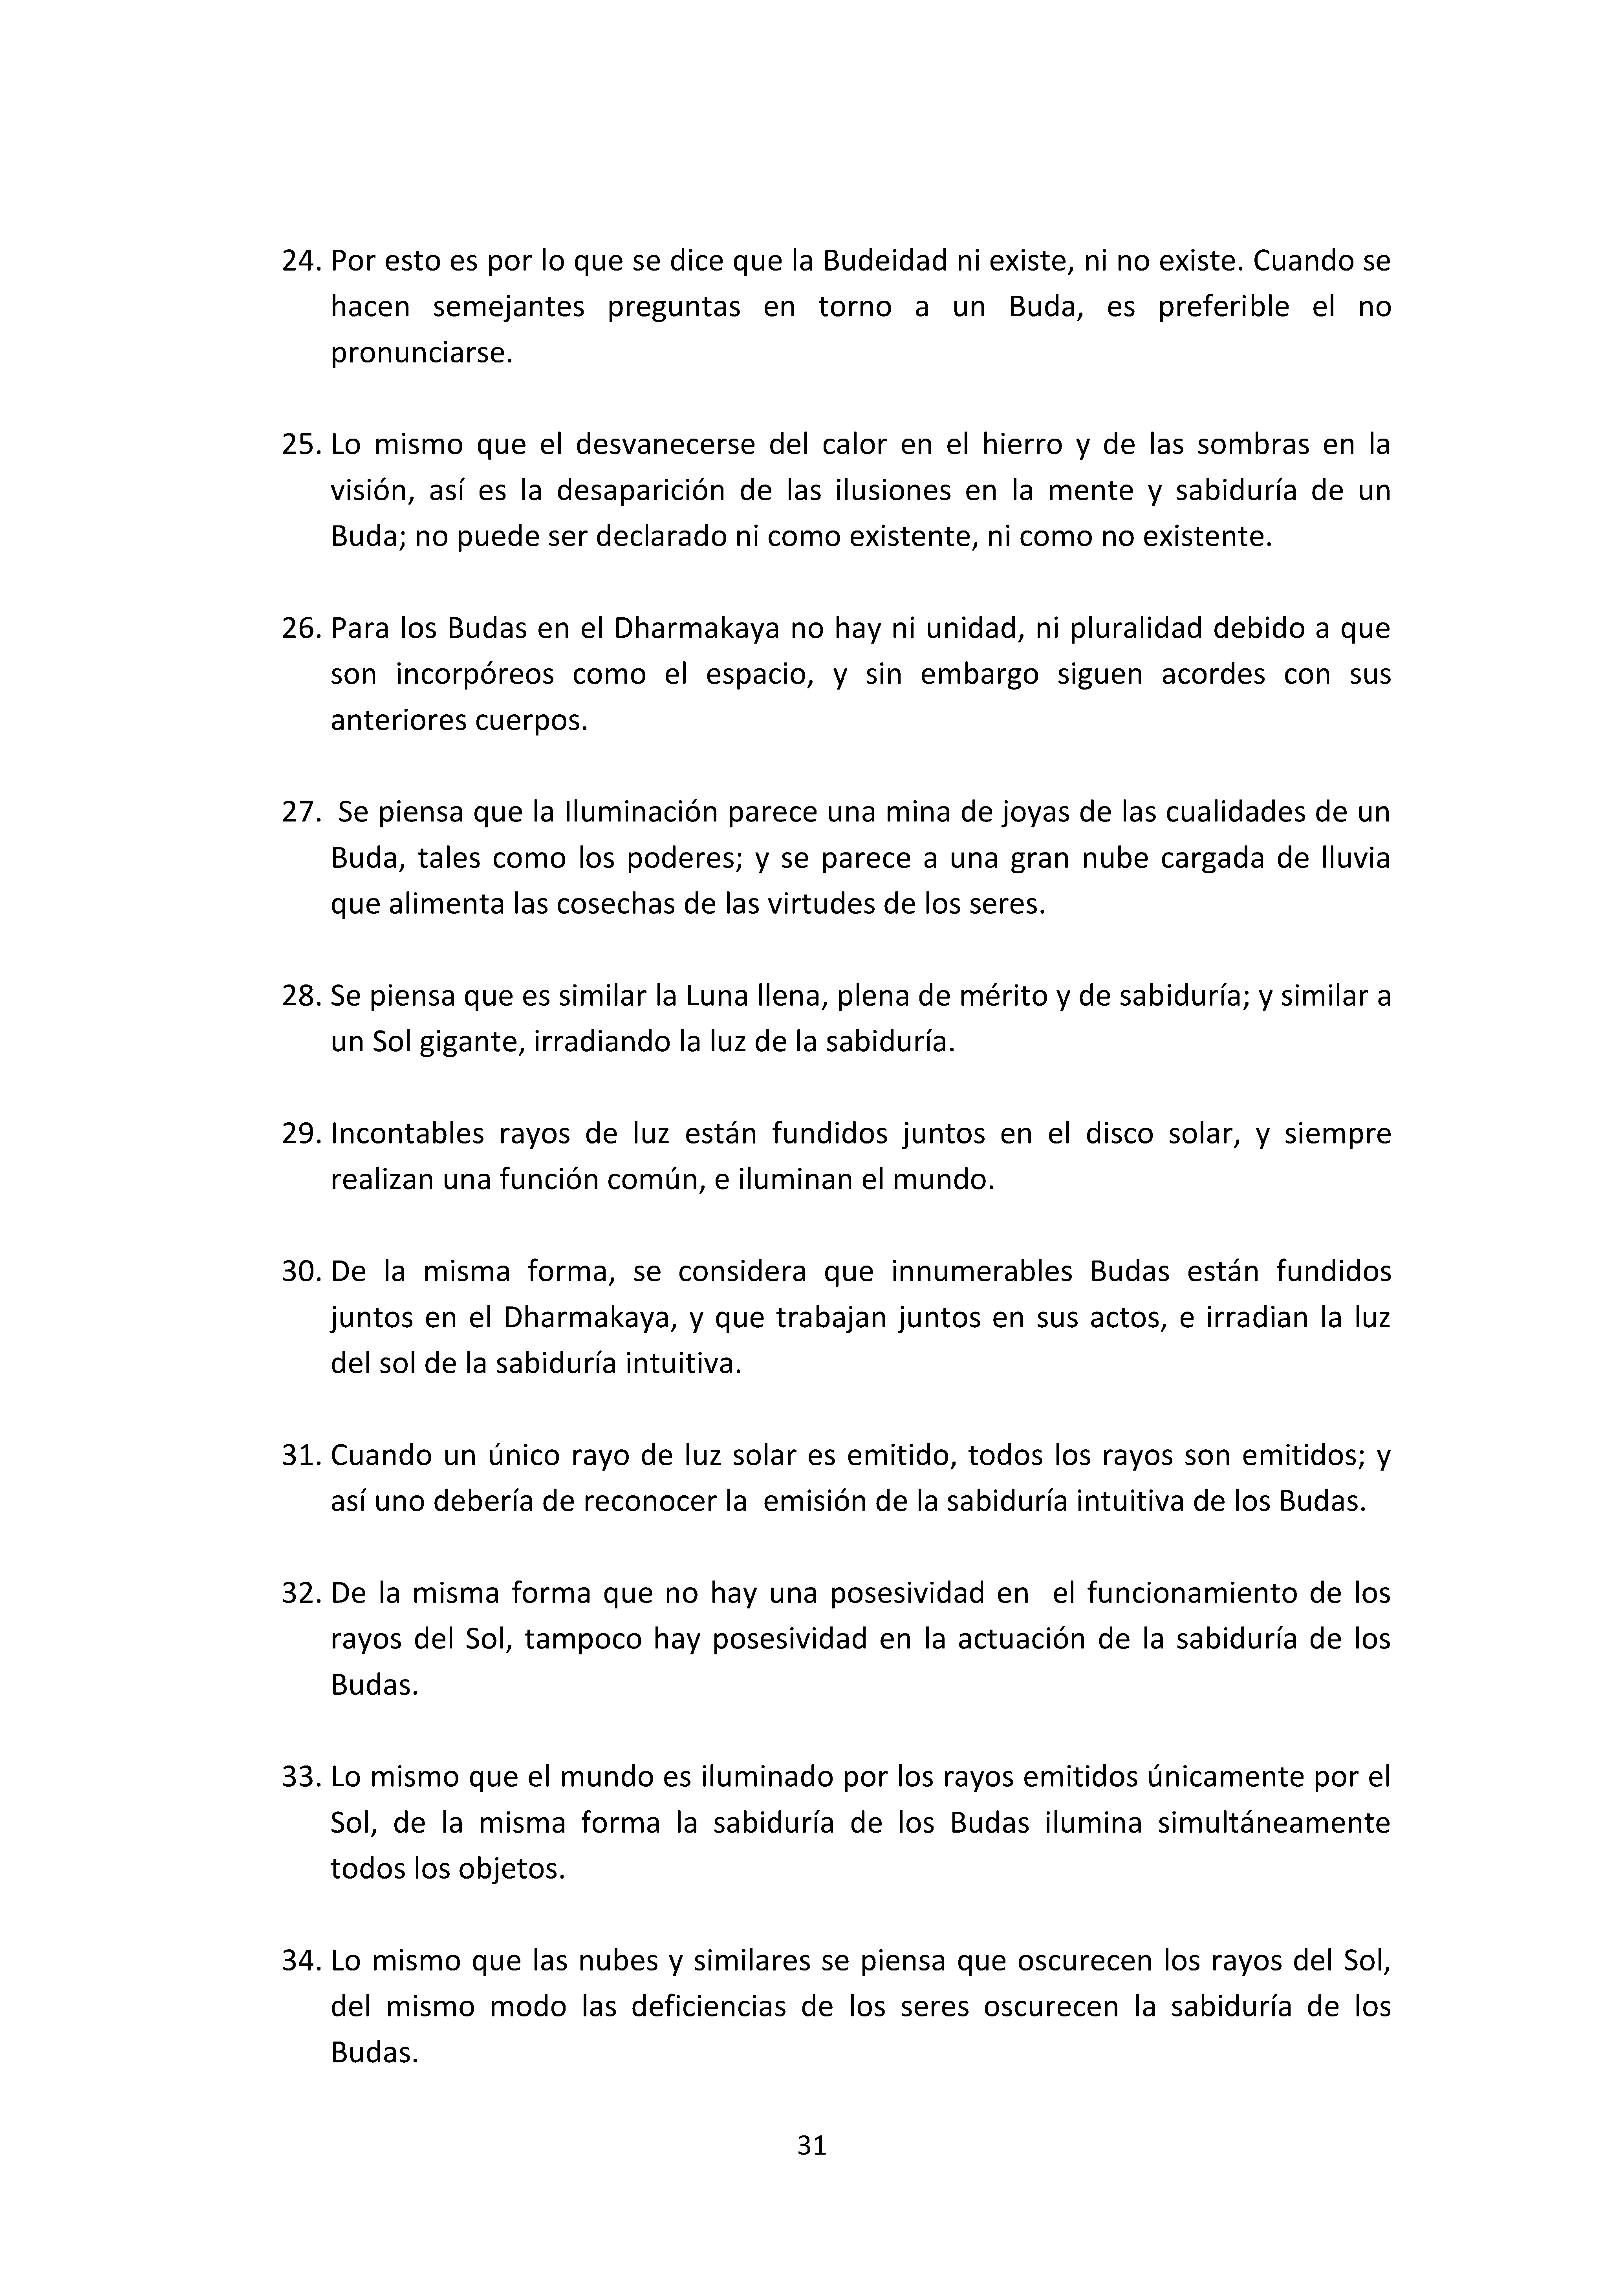 24. Por esto es por lo que se dice que la Budeidad ni existe, ni no existe. Cuando se
hacen semejantes preguntas en torno a un Buda, es preferible el no
pronunciarse.
25. Lo mismo que el desvanecerse del calor en el hierro y de las sombras en la
visión, así es la desaparición de las ilusiones en la mente y sabiduría de un
Buda; no puede ser declarado ni como existente, ni como no existente.
26. Para los Budas en el Dharmakaya no hay ni unidad, ni pluralidad debido a que
son incorpóreos como el espacio, y sin embargo siguen acordes con sus
anteriores cuerpos.
27. Se piensa que la Iluminación parece una mina de joyas de las cualidades de un
Buda, tales como los poderes; y se parece a una gran nube cargada de lluvia
que alimenta las cosechas de las virtudes de los seres.
28. Se piensa que es similar la Luna llena, plena de mérito y de sabiduría; y similar a
un Sol gigante, irradiando la luz de la sabiduría.
29. Incontables rayos de luz están fundidos juntos en el disco solar, y siempre
realizan una función común, e iluminan el mundo.
30. De la misma forma, se considera que innumerables Budas están fundidos
juntos en el Dharmakaya, y que trabajan juntos en sus actos, e irradian la luz
del sol de la sabiduría intuitiva.
31. Cuando un único rayo de luz solar es emitido, todos los rayos son emitidos; y
así uno debería de reconocer la emisión de la sabiduría intuitiva de los Budas.
32. De la misma forma que no hay una posesividad en el funcionamiento de los
rayos del Sol, tampoco hay posesividad en la actuación de la sabiduría de los
Budas.
33. Lo mismo que el mundo es iluminado por los rayos emitidos únicamente por el
Sol, de la misma forma la sabiduría de los Budas ilumina simultáneamente
todos los objetos.
34. Lo mismo que las nubes y similares se piensa que oscurecen los rayos del Sol,
del mismo modo las deficiencias de los seres oscurecen la sabiduría de los
Budas.
31